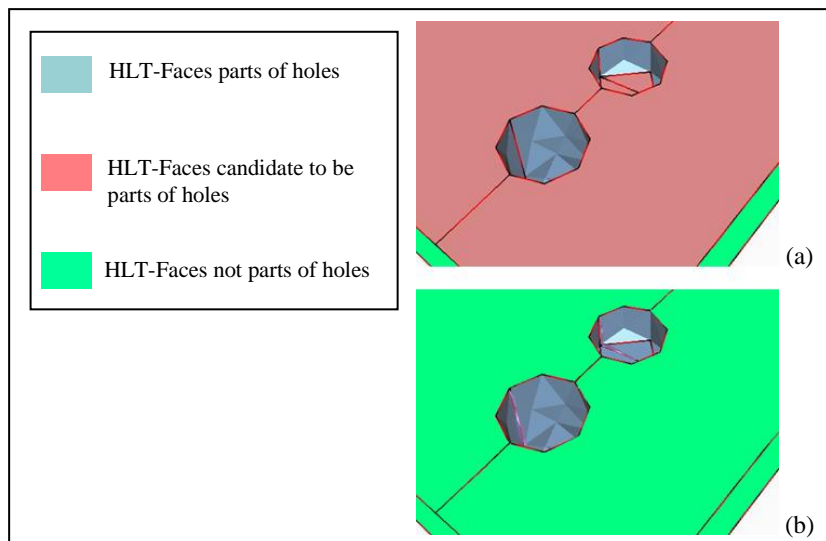 HLT-Faces parts of holes
HLT-Faces candidate to be
parts of holes
HLT-Faces not parts of holes
(a)
(b)